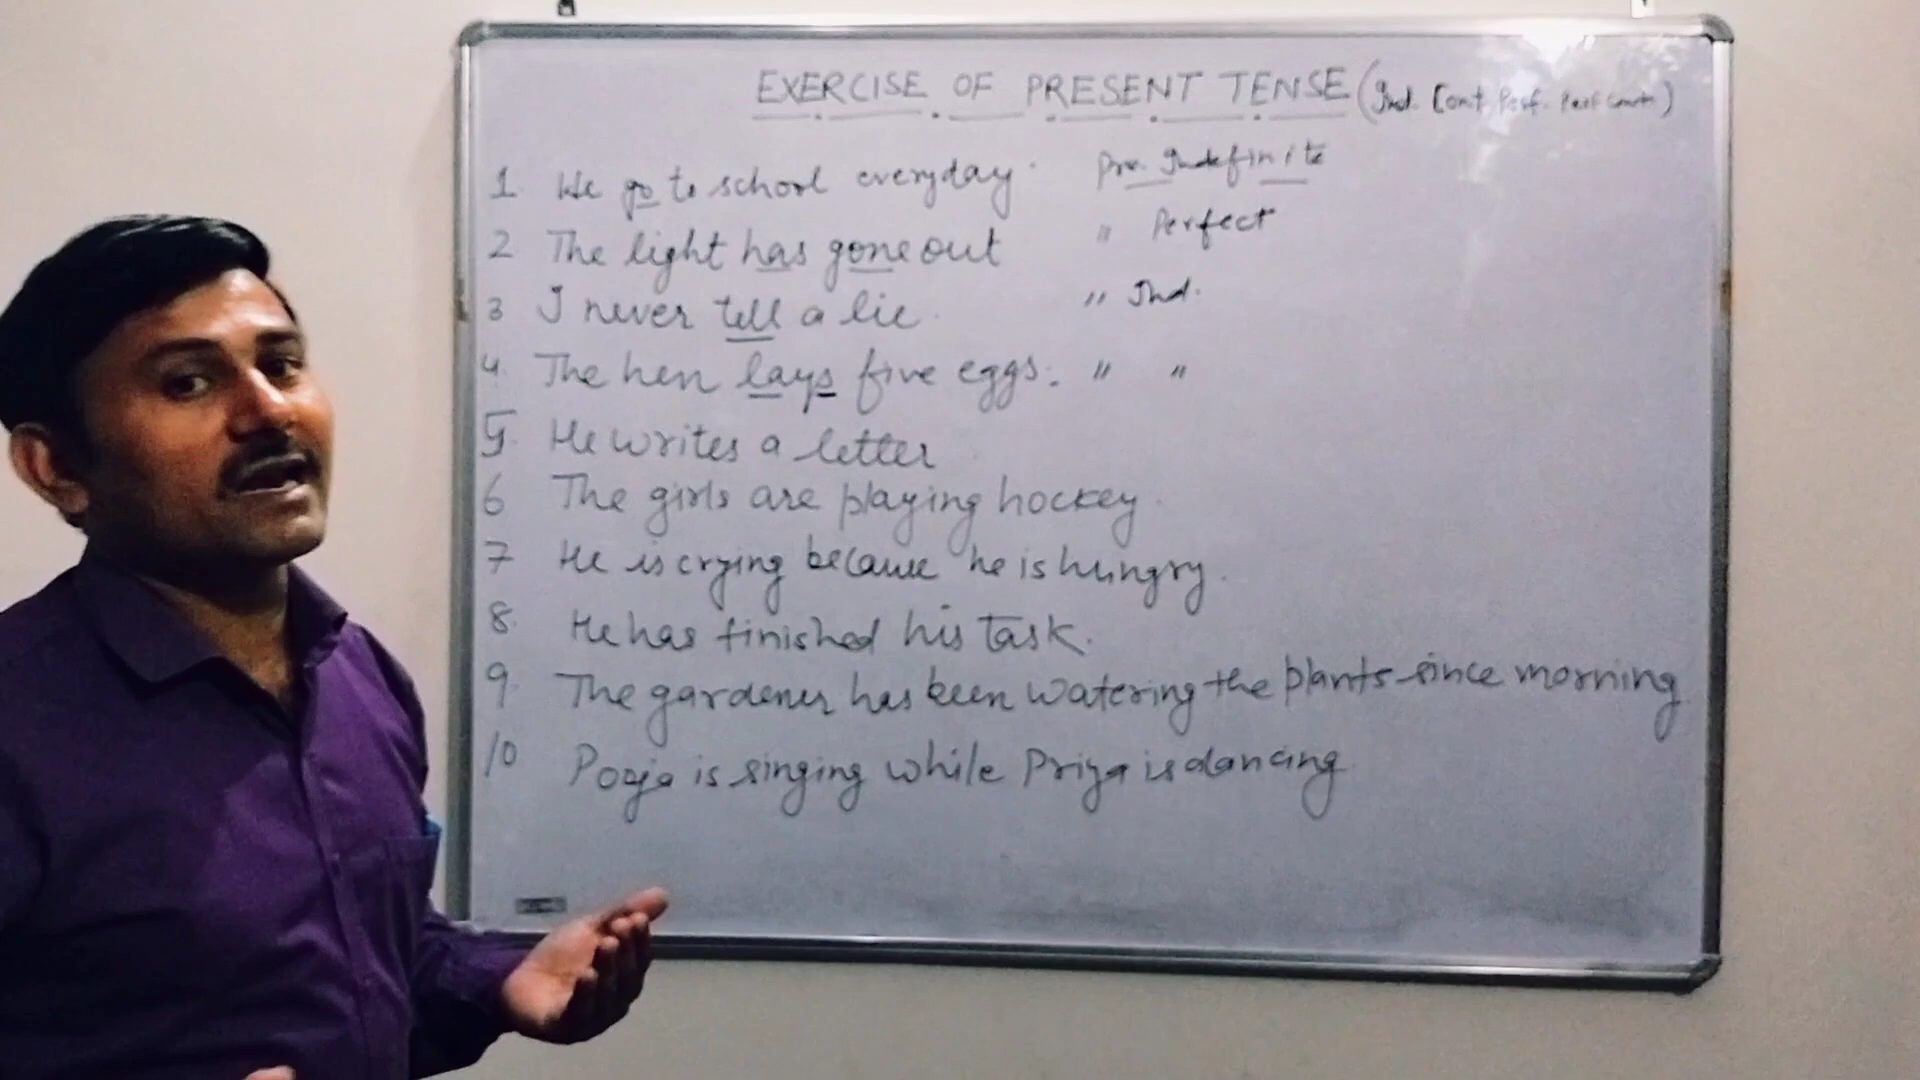 EXERCISE OF PRESENT TENSE (Ind. Cont. Perf. Perf Cont.)
1 We go to school everyday. Pre. Indefinite
2 The light has gone out " Perfect
3 I never tell a lie. " Ind.
4. The hen lays five eggs. " "
5. He writes a letter
6 The girls are playing hockey.
7 He is crying because he is hungry.
8. He has finished his task.
9. The gardener has been watering the plants since morning
10 Pooja is singing while Priya is dancing